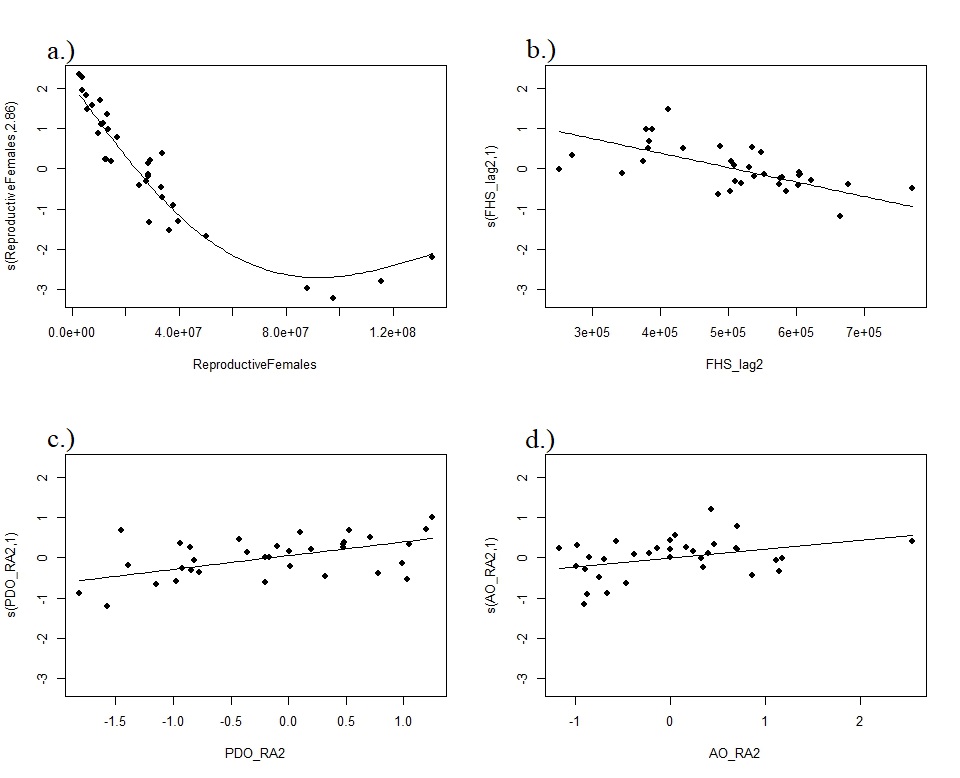 a.)
s(ReproductiveFemales,2.86)
2
1
0
-1
-2
-3
0.0e+00 4.0e+07 8.0e+07 1.2e+08
ReproductiveFemales
b.)
s(FHS_lag2,1)
2
1
0
-1
-2
-3
3e+05 4e+05 5e+05 6e+05 7e+05
FHS_lag2
c.)
s(PDO_RA2,1)
2
1
0
-1
-2
-3
-1.5 -1.0 -0.5 0.0 0.5 1.0
PDO_RA2
d.)
s(AO_RA2,1)
2
1
0
-1
-2
-3
-1 0 1 2
AO_RA2